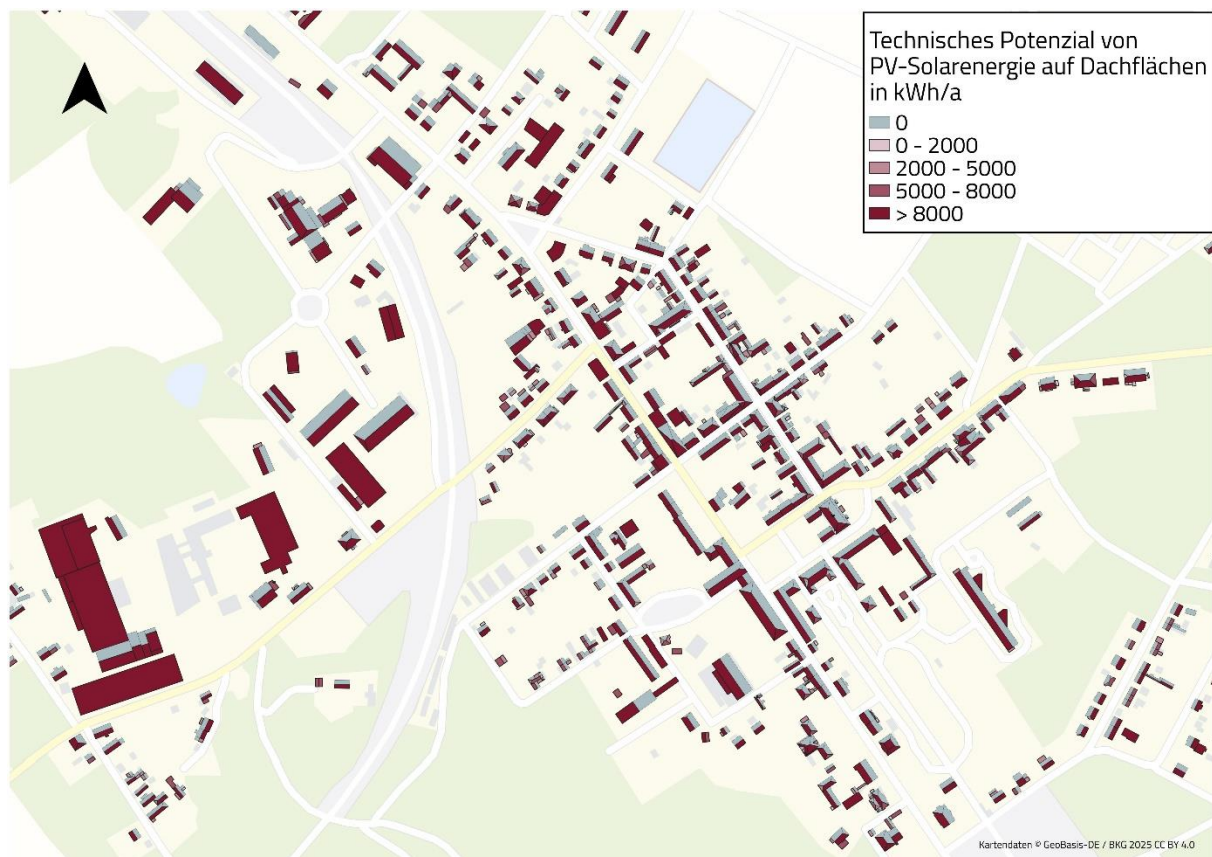 Technisches Potenzial von
PV-Solarenergie auf Dachflächen
in kWh/a
0
0 - 2000
2000 - 5000
5000 - 8000
> 8000
Kartendaten © GeoBasis-DE / BKG 2025 CC BY 4.0